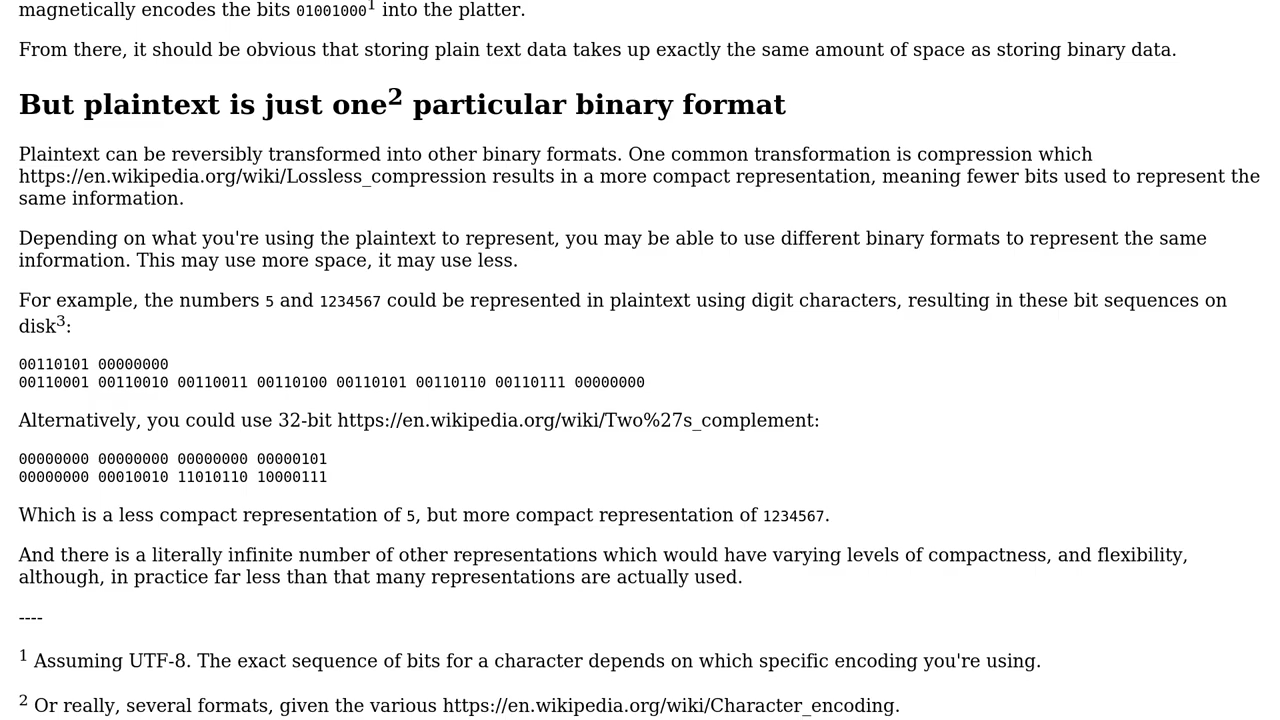 magnetically encodes the bits 01001000¹ into the platter.
From there, it should be obvious that storing plain text data takes up exactly the same amount of space as storing binary data.
But plaintext is just one² particular binary format
Plaintext can be reversibly transformed into other binary formats. One common transformation is compression which
https://en.wikipedia.org/wiki/Lossless_compression results in a more compact representation, meaning fewer bits used to represent the
same information.
Depending on what you're using the plaintext to represent, you may be able to use different binary formats to represent the same
information. This may use more space, it may use less.
For example, the numbers 5 and 1234567 could be represented in plaintext using digit characters, resulting in these bit sequences on
disk³:
00110101 00000000
00110001 00110010 00110011 00110100 00110101 00110110 00110111 00000000
Alternatively, you could use 32-bit https://en.wikipedia.org/wiki/Two%27s_complement:
00000000 00000000 00000000 00000101
00000000 00010010 11010110 10000111
Which is a less compact representation of 5, but more compact representation of 1234567.
And there is a literally infinite number of other representations which would have varying levels of compactness, and flexibility,
although, in practice far less than that many representations are actually used.
----
¹ Assuming UTF-8. The exact sequence of bits for a character depends on which specific encoding you're using.
² Or really, several formats, given the various https://en.wikipedia.org/wiki/Character_encoding.